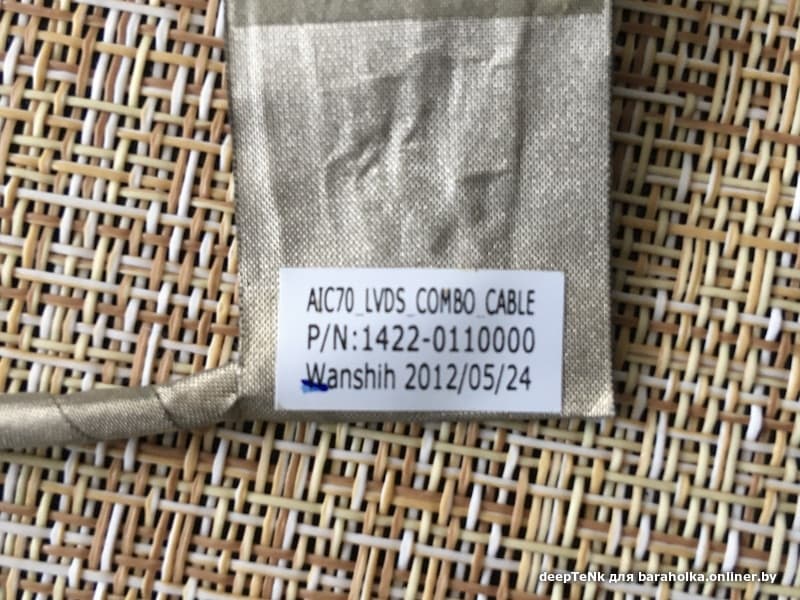 AIC70_LVDS_COMBO_CABLE
P/N:1422-0110000
Wanshih 2012/05/24
deepTeNk для baraholka.onliner.by